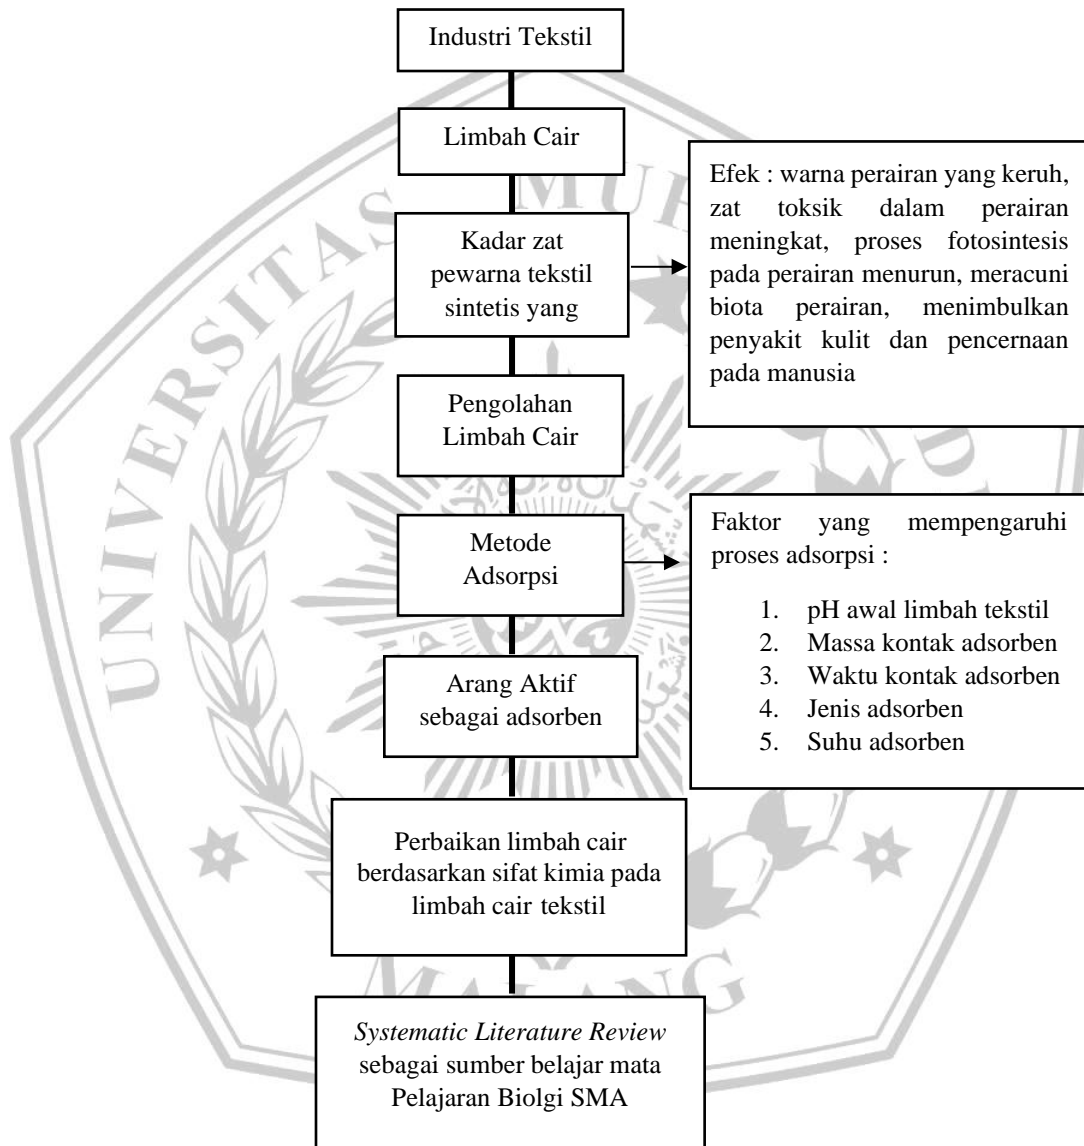 Industri Tekstil
Limbah Cair
Kadar zat
pewarna tekstil
sintetis yang
Efek : warna perairan yang keruh,
zat toksik dalam perairan
meningkat, proses fotosintesis
pada perairan menurun, meracuni
biota perairan, menimbulkan
penyakit kulit dan pencernaan
pada manusia
Pengolahan
Limbah Cair
Metode
Adsorpsi
Faktor yang mempengaruhi
proses adsorpsi :
1. pH awal limbah tekstil
2. Massa kontak adsorben
3. Waktu kontak adsorben
4. Jenis adsorben
5. Suhu adsorben
Arang Aktif
sebagai adsorben
Perbaikan limbah cair
berdasarkan sifat kimia pada
limbah cair tekstil
Systematic Literature Review
sebagai sumber belajar mata
Pelajaran Biolgi SMA
UNIVERSITAS
MALANG